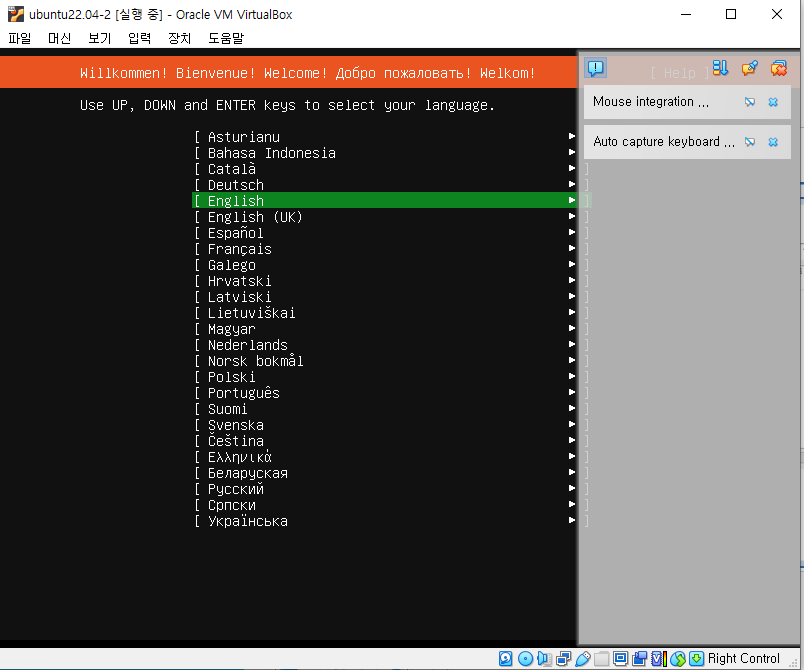 ubuntu22.04-2 [실행 중] - Oracle VM VirtualBox
파일 머신 보기 입력 장치 도움말
Willkommen! Bienvenue! Welcome! Добро пожаловать! Welkom! [ Help ]
Use UP, DOWN and ENTER keys to select your language.
Mouse integration ...
Auto capture keyboard ...
[ Asturianu ► ]
[ Bahasa Indonesia ► ]
[ Català ► ]
[ Deutsch ► ]
[ English ► ]
[ English (UK) ► ]
[ Español ► ]
[ Français ► ]
[ Galego ► ]
[ Hrvatski ► ]
[ Latviski ► ]
[ Lietuviškai ► ]
[ Magyar ► ]
[ Nederlands ► ]
[ Norsk bokmål ► ]
[ Polski ► ]
[ Português ► ]
[ Suomi ► ]
[ Svenska ► ]
[ Čeština ► ]
[ Ελληνικά ► ]
[ Беларуская ► ]
[ Русский ► ]
[ Српски ► ]
[ Українська ► ]
Right Control